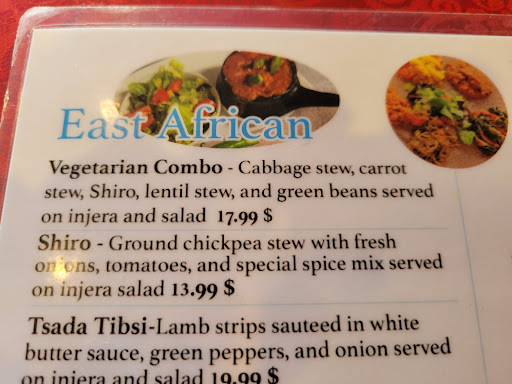 East African
Vegetarian Combo - Cabbage stew, carrot
stew, Shiro, lentil stew, and green beans served
on injera and salad 17.99 $
Shiro - Ground chickpea stew with fresh
onions, tomatoes, and special spice mix served
on injera salad 13.99 $
Tsada Tibsi-Lamb strips sauteed in white
butter sauce, green peppers, and onion served
on injera and salad 19.99 $